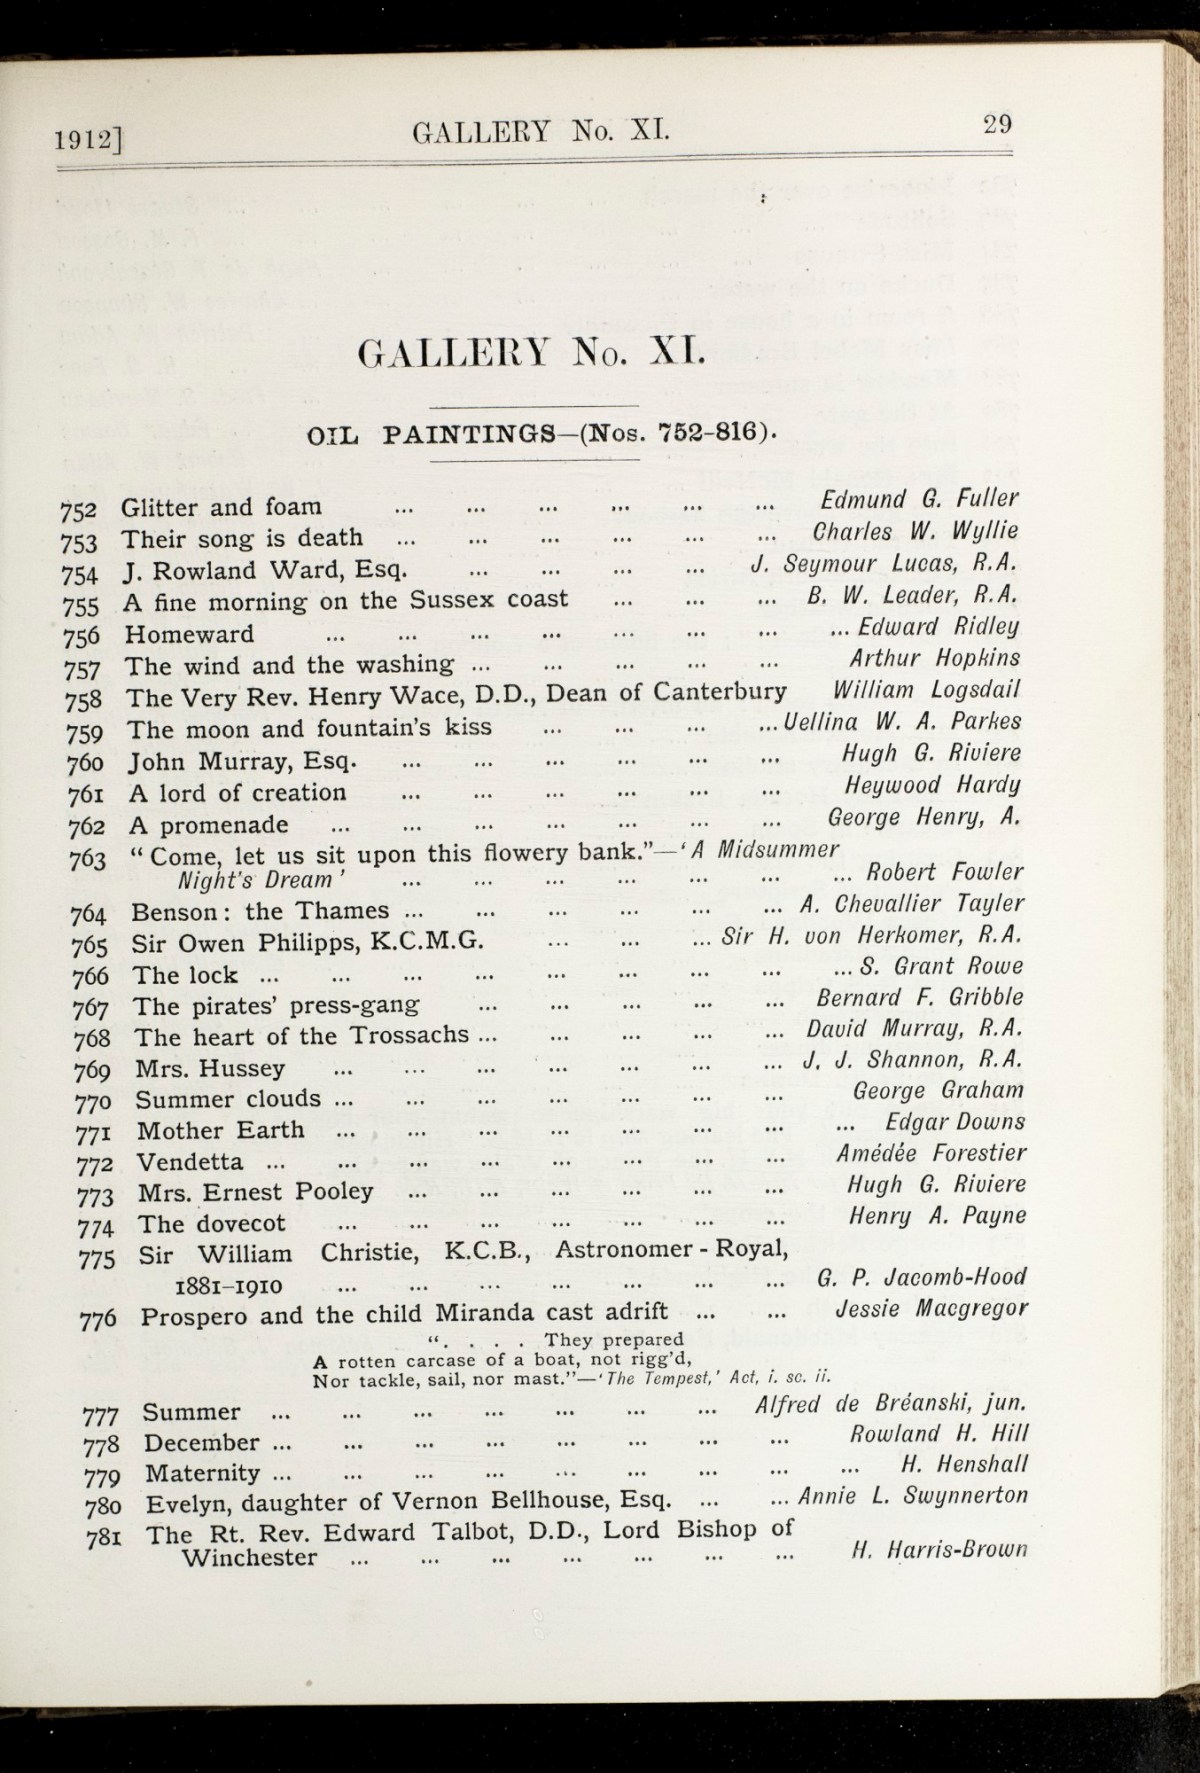 1912] GALLERY No. XI. 29
GALLERY No. XI.
OIL PAINTINGS—(Nos. 752-816).
752 Glitter and foam ... ... ... ... ... ... Edmund G. Fuller
753 Their song is death ... ... ... ... ... ... Charles W. Wyllie
754 J. Rowland Ward, Esq. ... ... ... ... J. Seymour Lucas, R.A.
755 A fine morning on the Sussex coast ... ... ... B. W. Leader, R.A.
756 Homeward ... ... ... ... ... ... ... ... Edward Ridley
757 The wind and the washing ... ... ... ... ... Arthur Hopkins
758 The Very Rev. Henry Wace, D.D., Dean of Canterbury William Logsdail
759 The moon and fountain's kiss ... ... ... ... Uellina W. A. Parkes
760 John Murray, Esq. ... ... ... ... ... ... Hugh G. Riviere
761 A lord of creation ... ... ... ... ... ... Heywood Hardy
762 A promenade ... ... ... ... ... ... ... George Henry, A.
763 "Come, let us sit upon this flowery bank."—'A Midsummer
Night's Dream' ... ... ... ... ... ... ... Robert Fowler
764 Benson: the Thames ... ... ... ... ... ... A. Chevallier Tayler
765 Sir Owen Philipps, K.C.M.G. ... ... ... Sir H. von Herkomer, R.A.
766 The lock ... ... ... ... ... ... ... ... ... S. Grant Rowe
767 The pirates' press-gang ... ... ... ... ... Bernard F. Gribble
768 The heart of the Trossachs ... ... ... ... ... David Murray, R.A.
769 Mrs. Hussey ... ... ... ... ... ... ... J. J. Shannon, R.A.
770 Summer clouds ... ... ... ... ... ... ... George Graham
771 Mother Earth ... ... ... ... ... ... ... ... Edgar Downs
772 Vendetta ... ... ... ... ... ... ... ... Amédée Forestier
773 Mrs. Ernest Pooley ... ... ... ... ... ... Hugh G. Riviere
774 The dovecot ... ... ... ... ... ... ... Henry A. Payne
775 Sir William Christie, K.C.B., Astronomer-Royal,
1881-1910 ... ... ... ... ... ... ... G. P. Jacomb-Hood
776 Prospero and the child Miranda cast adrift ... ... Jessie Macgregor
". . . . They prepared
A rotten carcase of a boat, not rigg'd,
Nor tackle, sail, nor mast."—'The Tempest,' Act, i. sc. ii.
777 Summer ... ... ... ... ... ... ... Alfred de Bréanski, jun.
778 December ... ... ... ... ... ... ... ... Rowland H. Hill
779 Maternity ... ... ... ... ... ... ... ... ... H. Henshall
780 Evelyn, daughter of Vernon Bellhouse, Esq. ... ... Annie L. Swynnerton
781 The Rt. Rev. Edward Talbot, D.D., Lord Bishop of
Winchester ... ... ... ... ... ... ... H. Harris-Brown